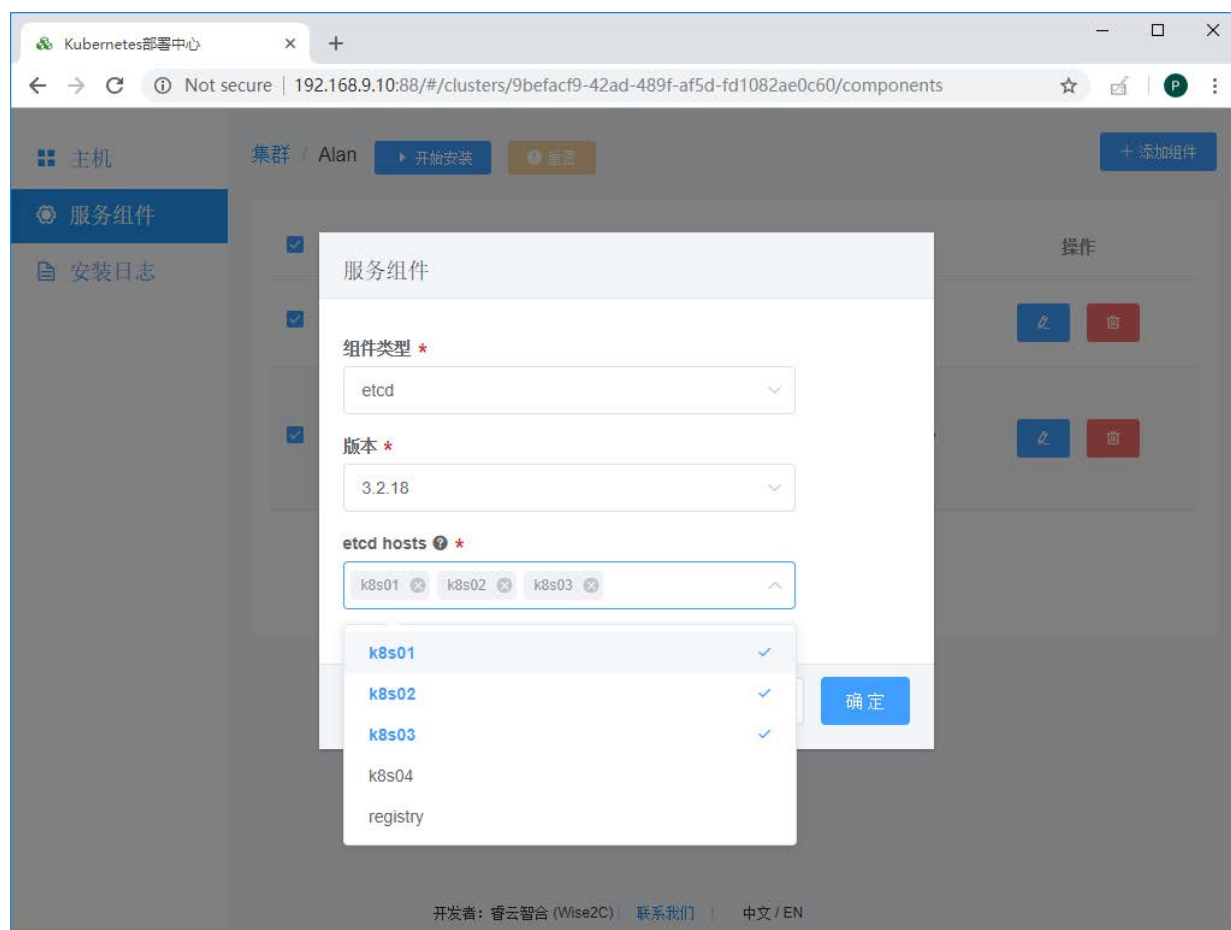 Kubernetes部署中心
Not secure | 192.168.9.10:88/#/clusters/9befacf9-42ad-489f-af5d-fd1082ae0c60/components
P
主机
集群 / Alan
开始安装
重置
添加组件
服务组件
安装日志
操作
服务组件
组件类型 *
etcd
版本 *
3.2.18
etcd hosts *
k8s01 k8s02 k8s03
k8s01
k8s02
k8s03
k8s04
registry
确定
开发者：睿云智合 (Wise2C) | 联系我们 | 中文 / EN